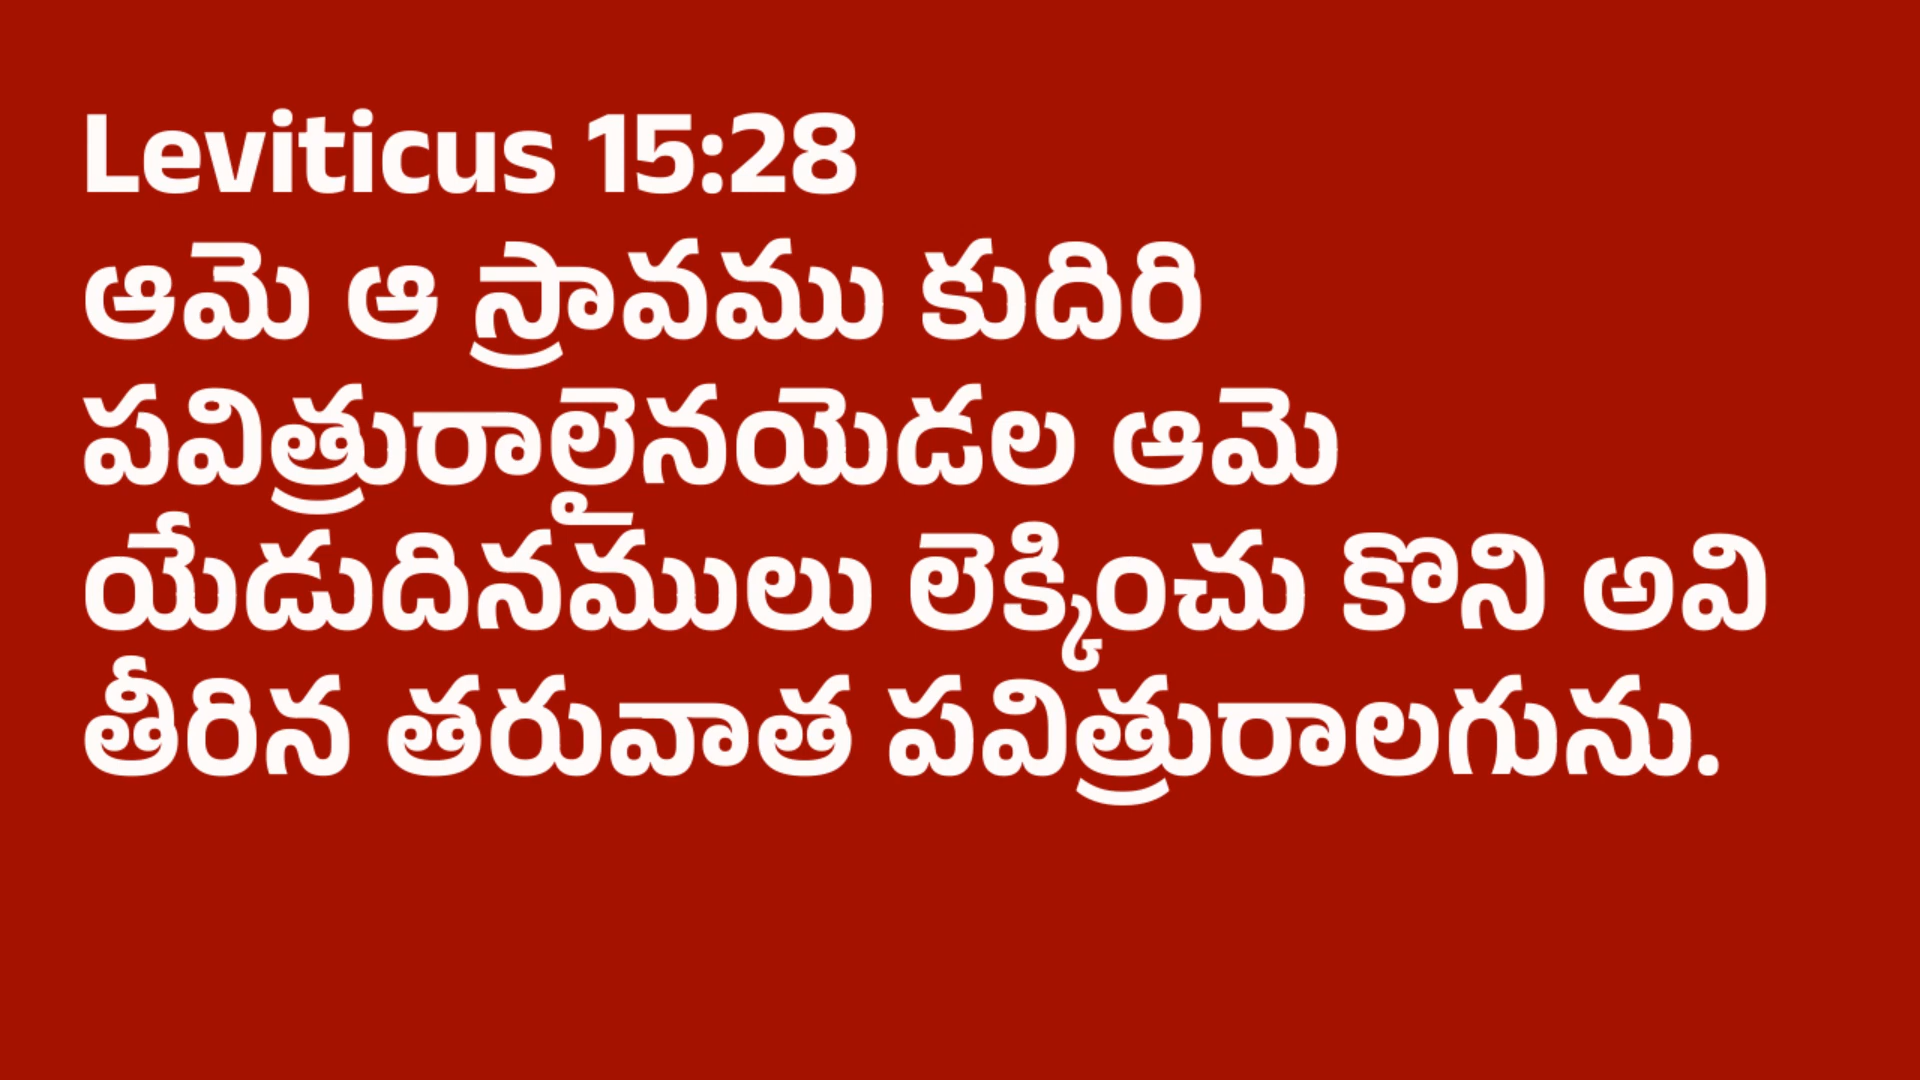 Leviticus 15:28
ఆమె ఆ స్రావము కుదిరి
పవిత్రురాలైనయెడల ఆమె
యేడుదినములు లెక్కించు కొని అవి
తీరిన తరువాత పవిత్రురాలగును.